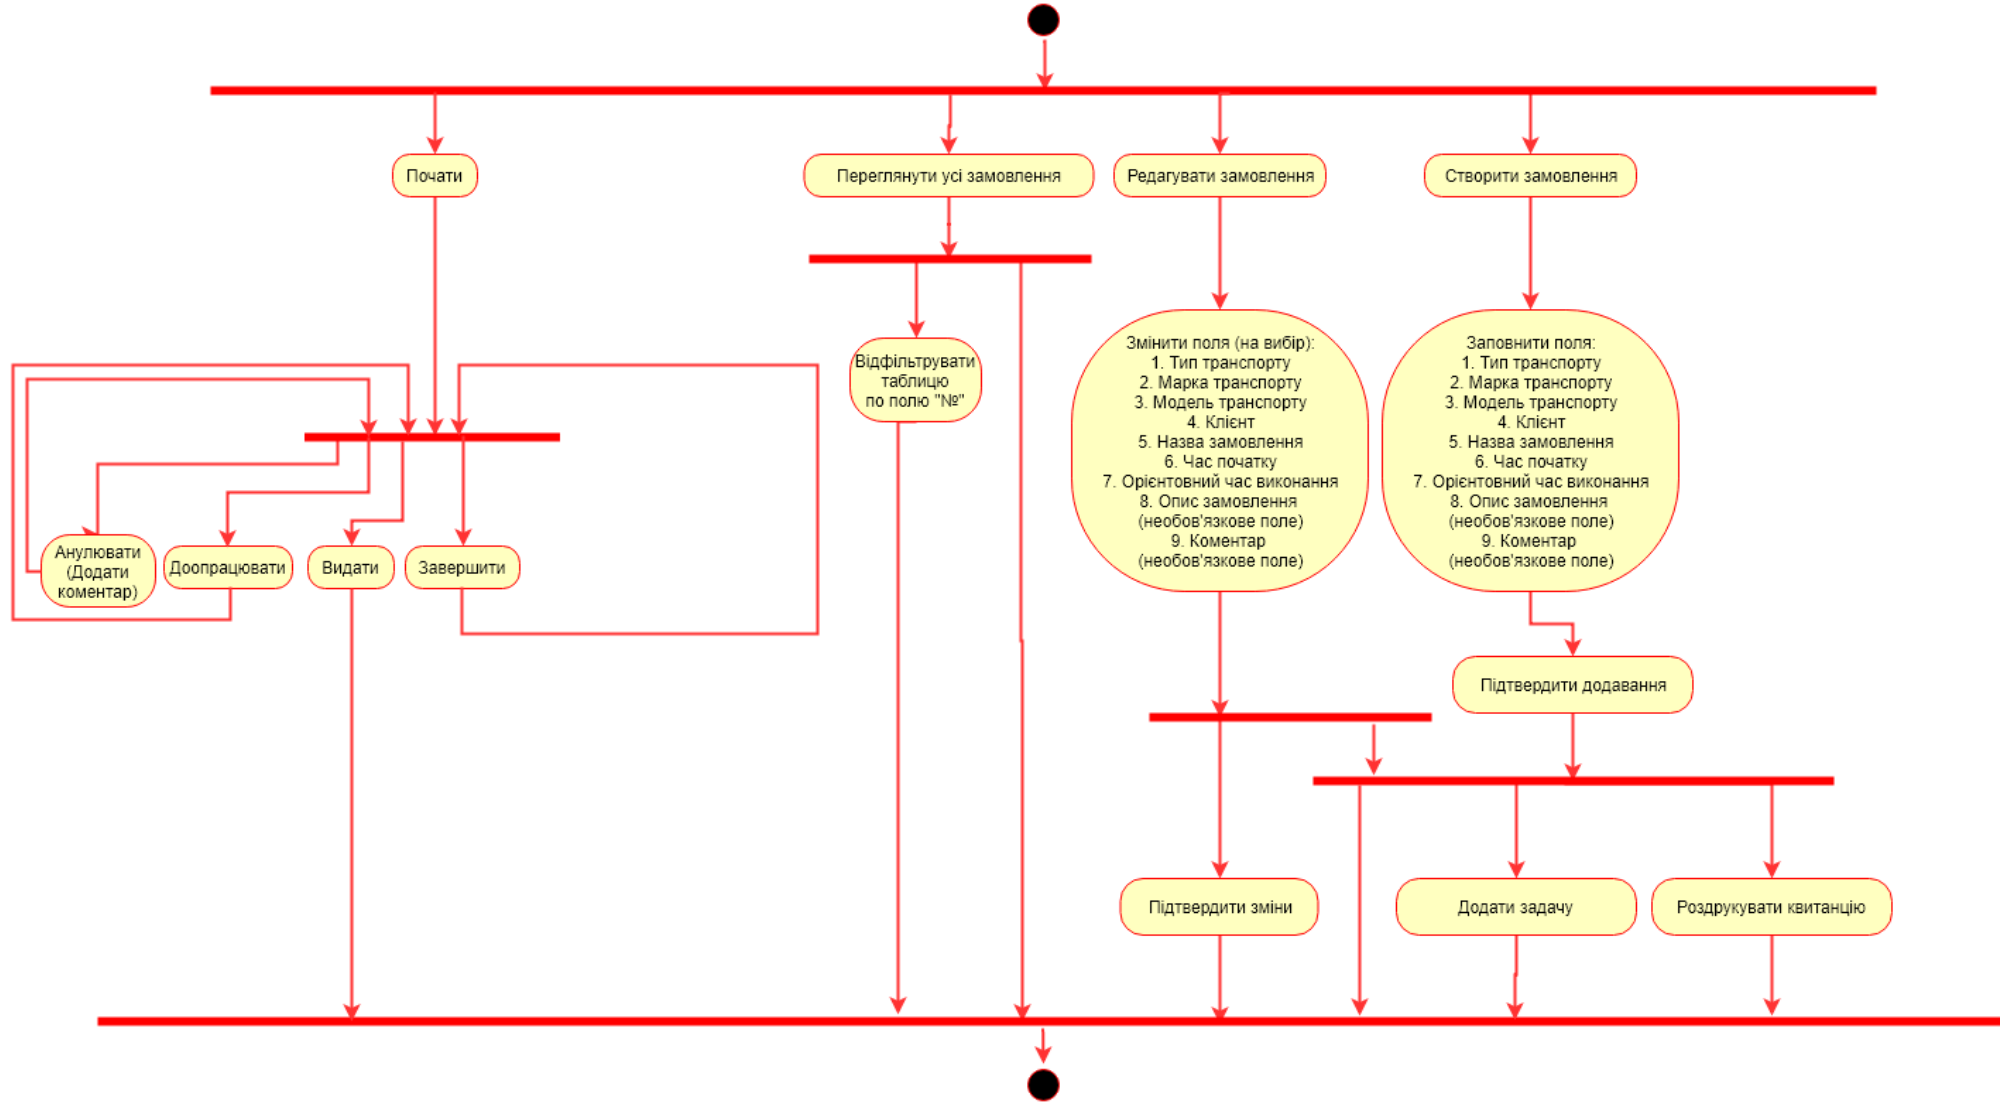 Почати
Переглянути усі замовлення
Редагувати замовлення
Створити замовлення
Відфільтрувати
таблицю
по полю "№"
Змінити поля (на вибір):
1. Тип транспорту
2. Марка транспорту
3. Модель транспорту
4. Клієнт
5. Назва замовлення
6. Час початку
7. Орієнтовний час виконання
8. Опис замовлення
(необов'язкове поле)
9. Коментар
(необов'язкове поле)
Заповнити поля:
1. Тип транспорту
2. Марка транспорту
3. Модель транспорту
4. Клієнт
5. Назва замовлення
6. Час початку
7. Орієнтовний час виконання
8. Опис замовлення
(необов'язкове поле)
9. Коментар
(необов'язкове поле)
Анулювати
(Додати
коментар)
Доопрацювати
Видати
Завершити
Підтвердити додавання
Підтвердити зміни
Додати задачу
Роздрукувати квитанцію